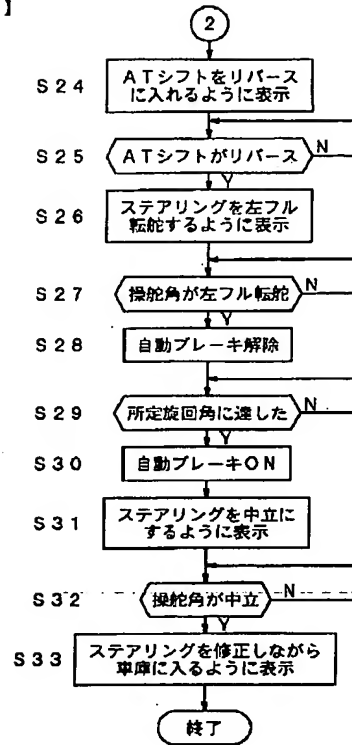 】
2
S24
ATシフトをリバース
に入れるように表示
S25
ATシフトがリバース
N
Y
S26
ステアリングを左フル
転舵するように表示
S27
操舵角が左フル転舵
N
Y
S28
自動ブレーキ解除
S29
所定旋回角に達した
N
Y
S30
自動ブレーキON
S31
ステアリングを中立に
するように表示
S32
操舵角が中立
N
Y
S33
ステアリングを修正しながら
車庫に入るように表示
終了